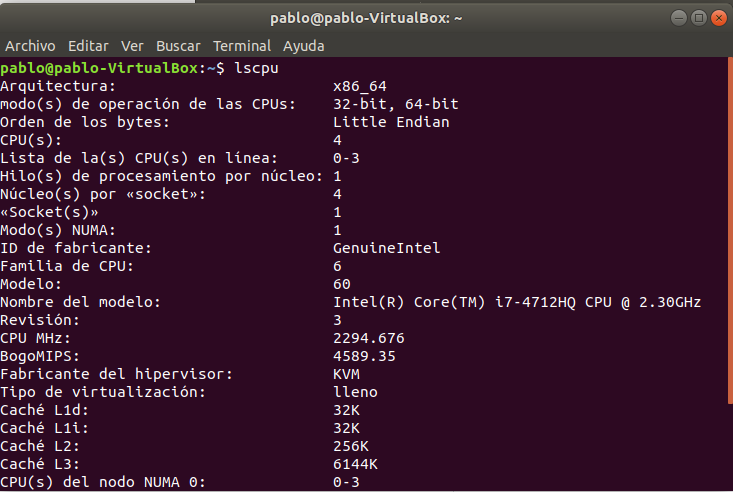 pablo@pablo-VirtualBox: ~
Archivo Editar Ver Buscar Terminal Ayuda
pablo@pablo-VirtualBox:~$ lscpu
Arquitectura: x86_64
modo(s) de operación de las CPUs: 32-bit, 64-bit
Orden de los bytes: Little Endian
CPU(s): 4
Lista de la(s) CPU(s) en línea: 0-3
Hilo(s) de procesamiento por núcleo: 1
Núcleo(s) por «socket»: 4
«Socket(s)» 1
Modo(s) NUMA: 1
ID de fabricante: GenuineIntel
Familia de CPU: 6
Modelo: 60
Nombre del modelo: Intel(R) Core(TM) i7-4712HQ CPU @ 2.30GHz
Revisión: 3
CPU MHz: 2294.676
BogoMIPS: 4589.35
Fabricante del hipervisor: KVM
Tipo de virtualización: lleno
Caché L1d: 32K
Caché L1i: 32K
Caché L2: 256K
Caché L3: 6144K
CPU(s) del nodo NUMA 0: 0-3